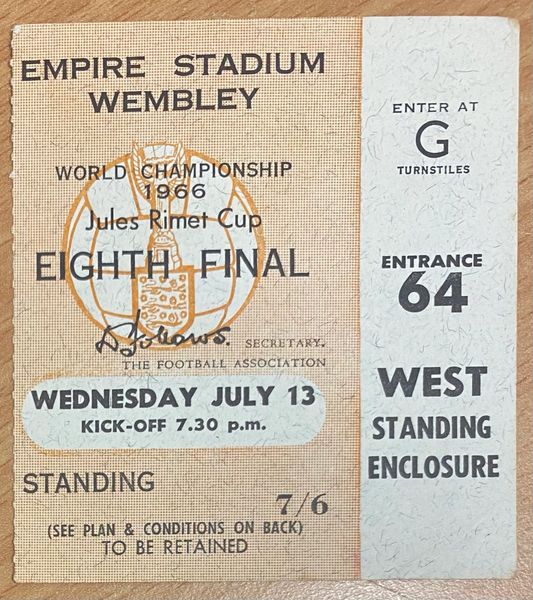 EMPIRE STADIUM
WEMBLEY
WORLD CHAMPIONSHIP
1966
Jules Rimet Cup
EIGHTH FINAL
D Follows. SECRETARY,
THE FOOTBALL ASSOCIATION
WEDNESDAY JULY 13
KICK-OFF 7.30 p.m.
STANDING
7/6
(SEE PLAN & CONDITIONS ON BACK)
TO BE RETAINED
ENTER AT
G
TURNSTILES
ENTRANCE
64
WEST
STANDING
ENCLOSURE